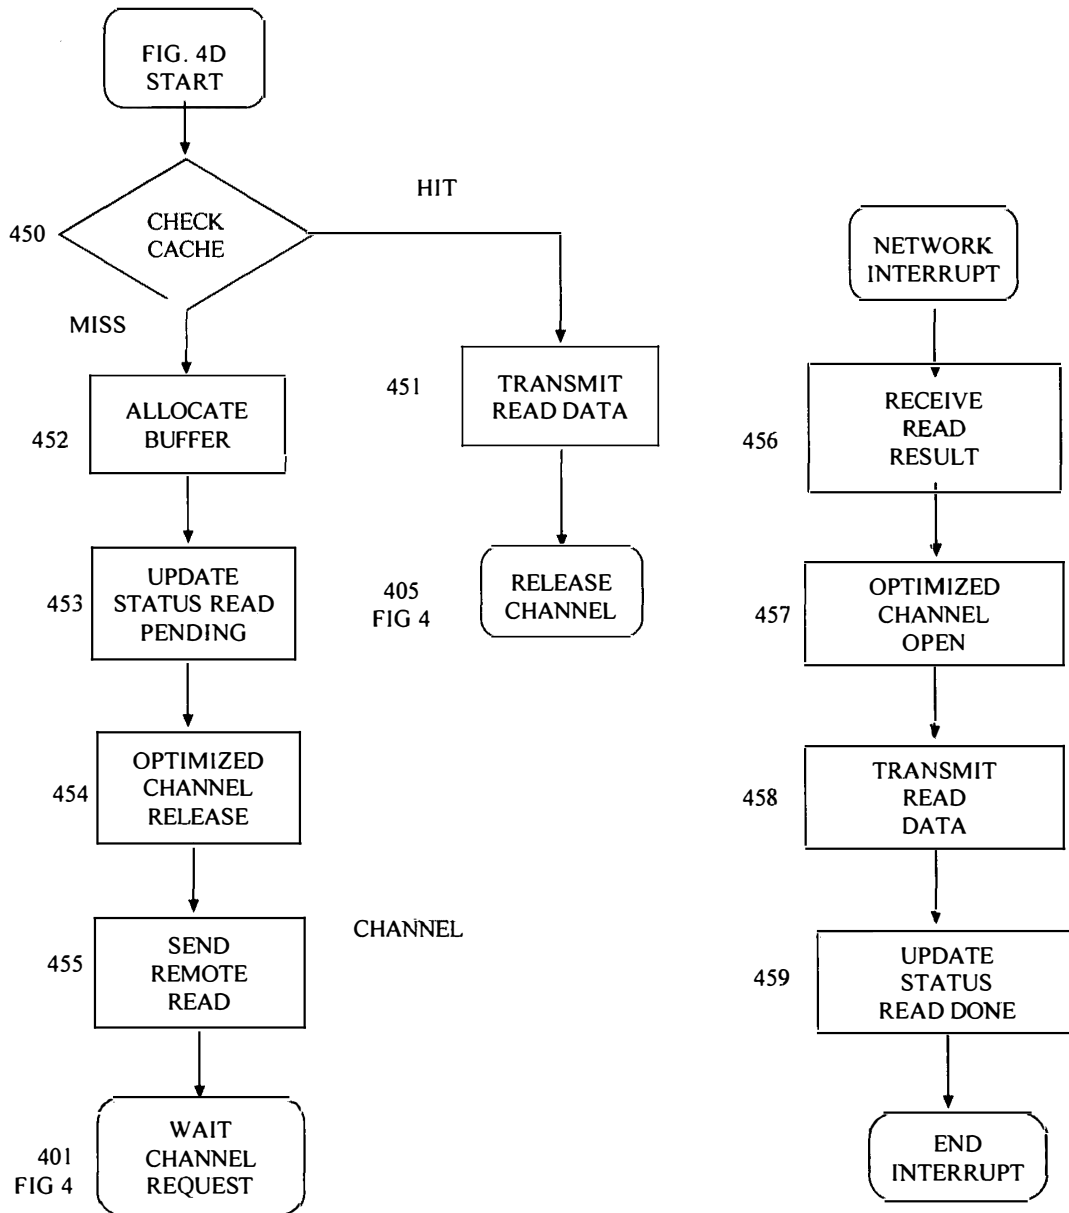 FIG. 4D
START
HIT
450
CHECK
CACHE
MISS
452
ALLOCATE
BUFFER
451
TRANSMIT
READ DATA
453
UPDATE
STATUS READ
PENDING
405
FIG 4
RELEASE
CHANNEL
454
OPTIMIZED
CHANNEL
RELEASE
455
SEND
REMOTE
READ
CHANNEL
401
FIG 4
WAIT
CHANNEL
REQUEST
NETWORK
INTERRUPT
456
RECEIVE
READ
RESULT
457
OPTIMIZED
CHANNEL
OPEN
458
TRANSMIT
READ
DATA
459
UPDATE
STATUS
READ DONE
END
INTERRUPT